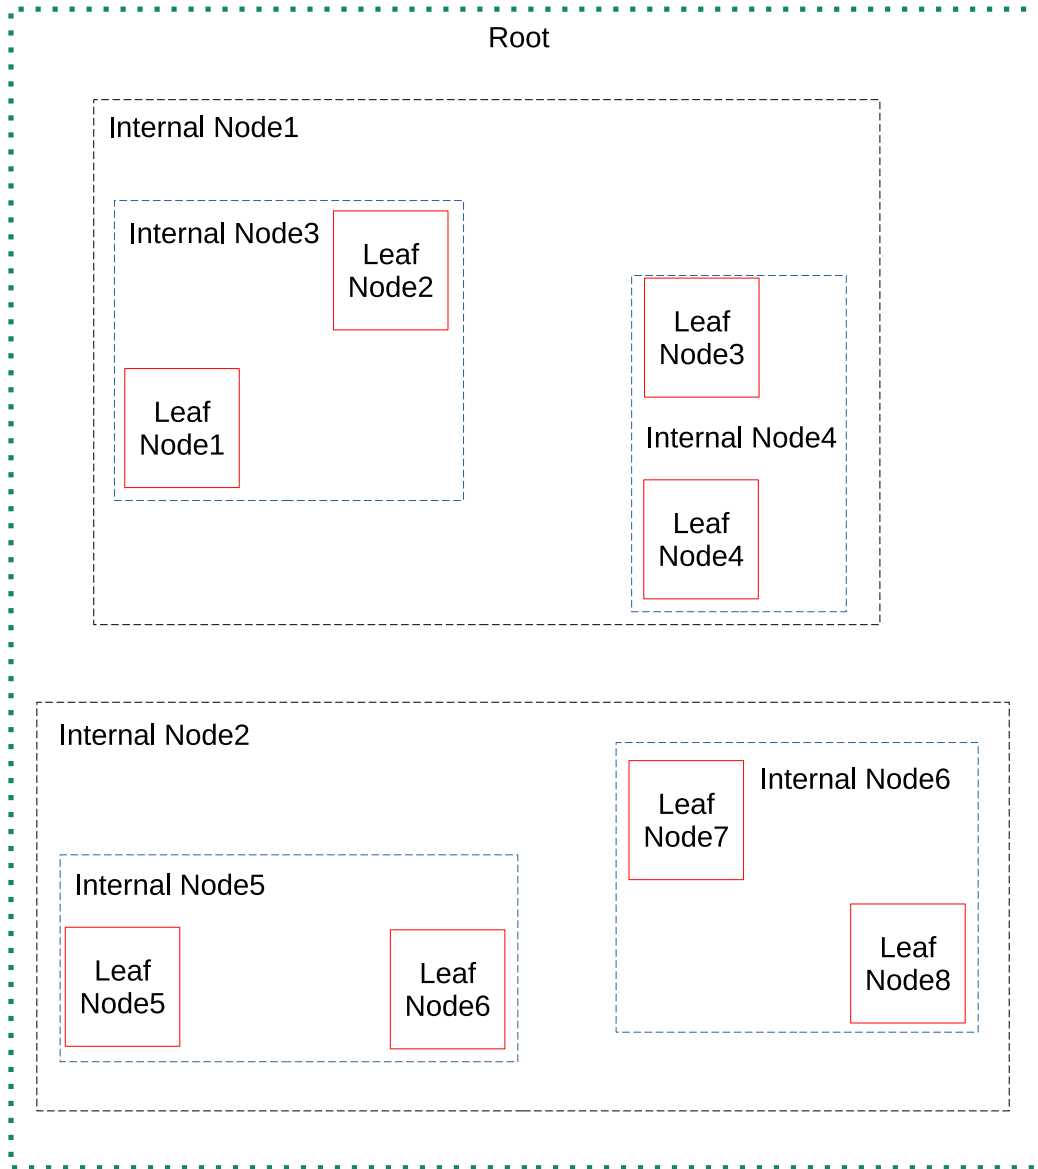 Root
Internal Node1
Internal Node3
Leaf
Node2
Leaf
Node3
Leaf
Node1
Internal Node4
Leaf
Node4
Internal Node2
Internal Node6
Leaf
Node7
Internal Node5
Leaf
Node5
Leaf
Node6
Leaf
Node8